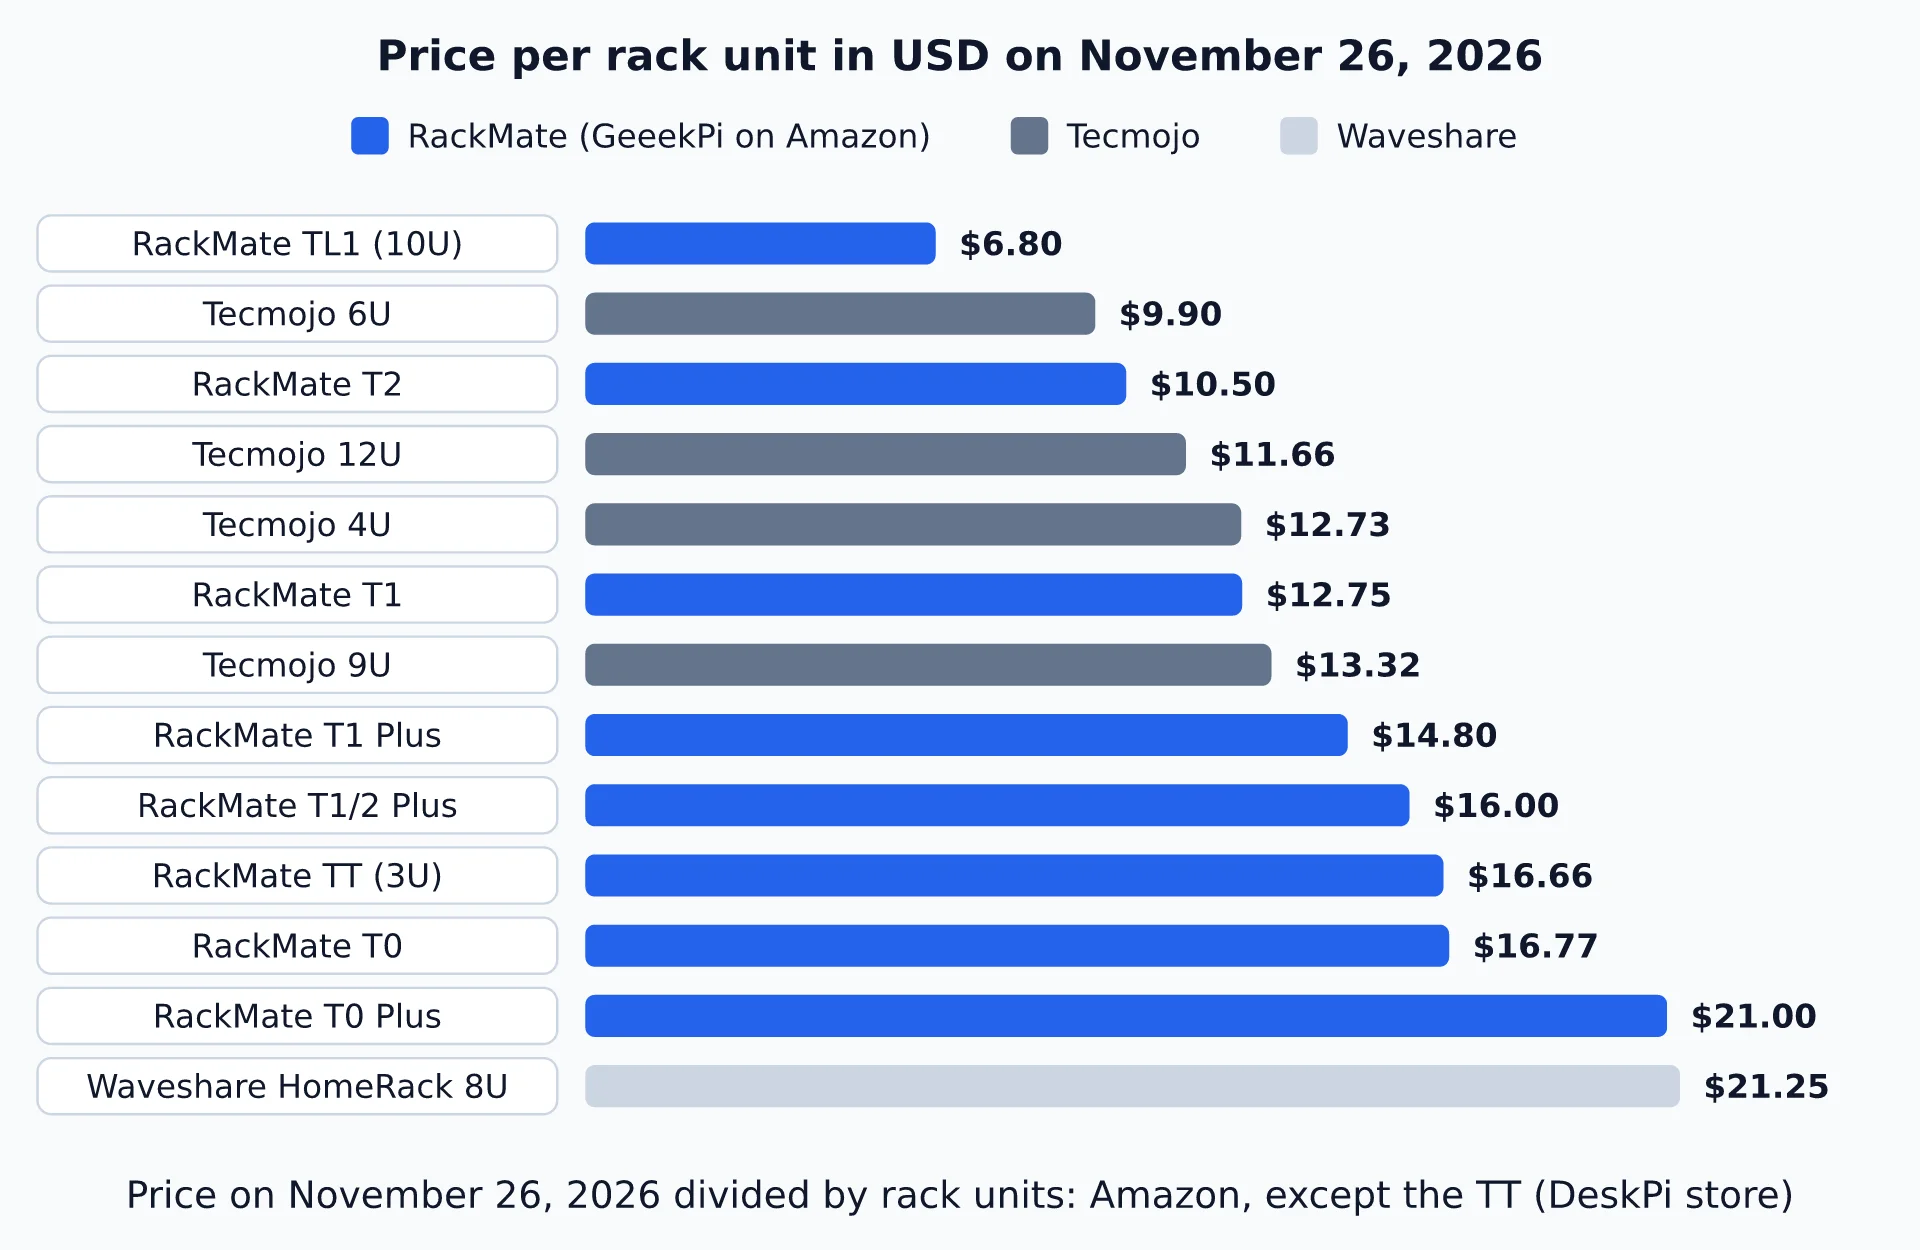 Price per rack unit in USD on November 26, 2026
RackMate (GeeekPi on Amazon) Tecmojo Waveshare
RackMate TL1 (10U) $6.80
Tecmojo 6U $9.90
RackMate T2 $10.50
Tecmojo 12U $11.66
Tecmojo 4U $12.73
RackMate T1 $12.75
Tecmojo 9U $13.32
RackMate T1 Plus $14.80
RackMate T1/2 Plus $16.00
RackMate TT (3U) $16.66
RackMate T0 $16.77
RackMate T0 Plus $21.00
Waveshare HomeRack 8U $21.25
Price on November 26, 2026 divided by rack units: Amazon, except the TT (DeskPi store)